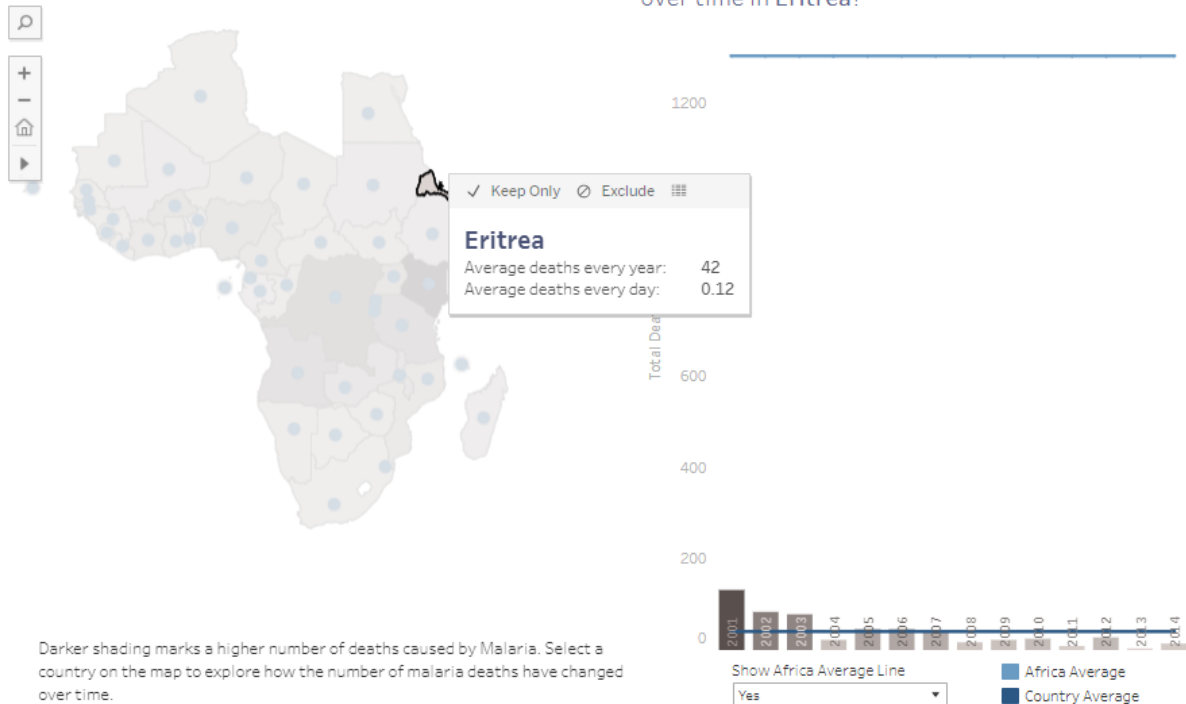 over time in Eritrea?
1200
Keep Only Exclude
Eritrea
Average deaths every year: 42
Average deaths every day: 0.12
Total
600
400
200
0
2001 2002 2003 2004 2005 2006 2007 2008 2009 2010 2011 2012 2013 2014
Darker shading marks a higher number of deaths caused by Malaria. Select a
country on the map to explore how the number of malaria deaths have changed
over time.
Show Africa Average Line
Yes
Africa Average
Country Average